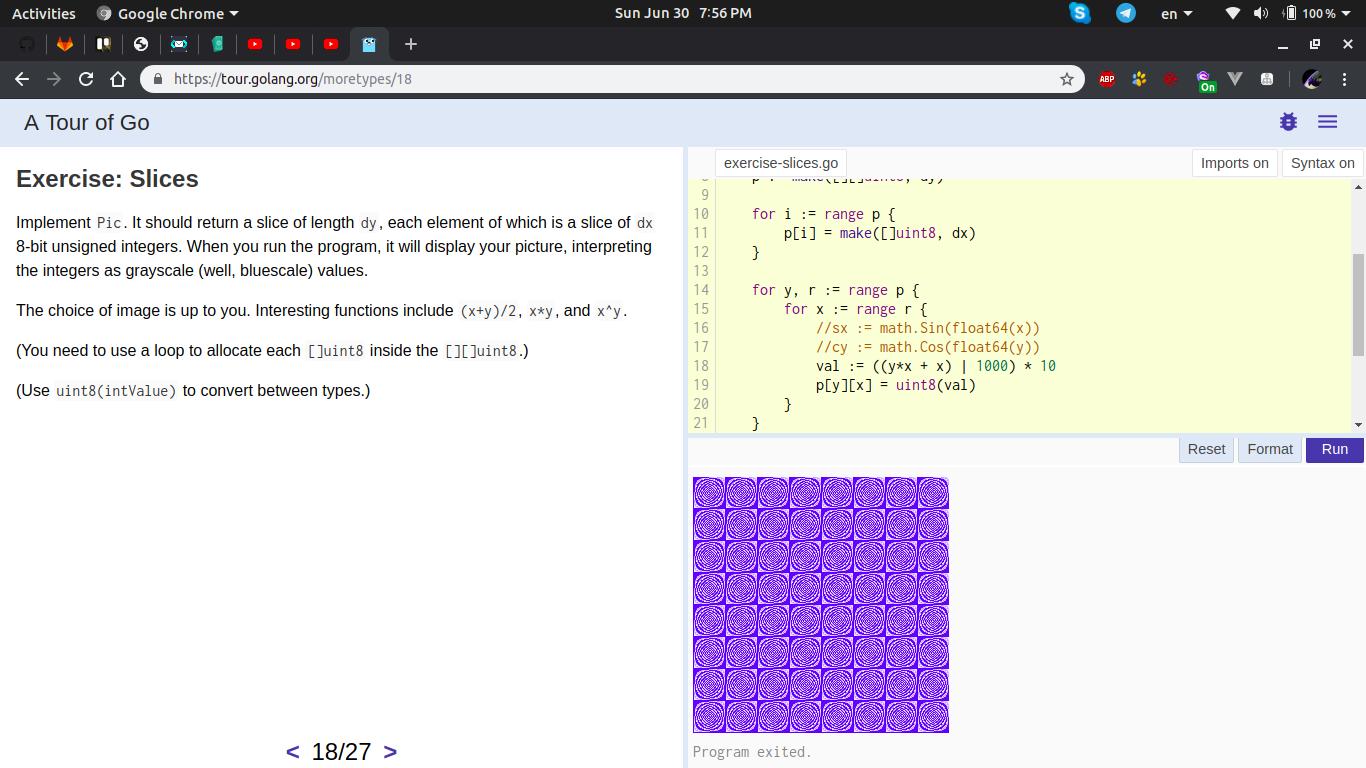 Activities
Google Chrome
Sun Jun 30 7:56 PM
en
100 %
https://tour.golang.org/moretypes/18
ABP
On
A Tour of Go
Exercise: Slices
Implement Pic. It should return a slice of length dy, each element of which is a slice of dx
8-bit unsigned integers. When you run the program, it will display your picture, interpreting
the integers as grayscale (well, bluescale) values.
The choice of image is up to you. Interesting functions include (x+y)/2, x*y, and x^y.
(You need to use a loop to allocate each []uint8 inside the [][]uint8.)
(Use uint8(intValue) to convert between types.)
< 18/27 >
exercise-slices.go
Imports on
Syntax on
9
10 for i := range p {
11 p[i] = make([]uint8, dx)
12 }
13
14 for y, r := range p {
15 for x := range r {
16 //sx := math.Sin(float64(x))
17 //cy := math.Cos(float64(y))
18 val := ((y*x + x) | 1000) * 10
19 p[y][x] = uint8(val)
20 }
21 }
Reset
Format
Run
Program exited.